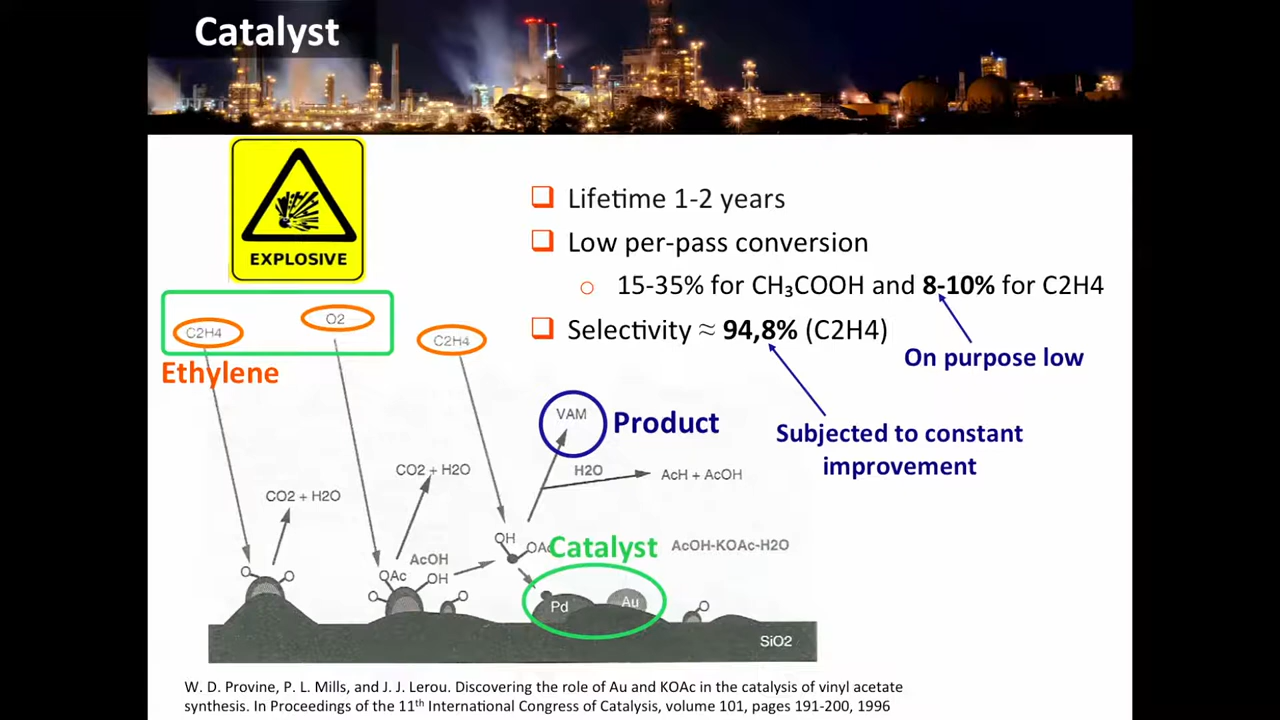 Catalyst
EXPLOSIVE
❑ Lifetime 1-2 years
❑ Low per-pass conversion
○ 15-35% for CH₃COOH and 8-10% for C2H4
❑ Selectivity ≈ 94,8% (C2H4)
On purpose low
Subjected to constant
improvement
C2H4
O2
C2H4
Ethylene
VAM
Product
CO2 + H2O
H2O
AcH + AcOH
CO2 + H2O
OH
OAc
Catalyst
AcOH-KOAc-H2O
AcOH
OAc
OH
Pd
Au
SiO2
W. D. Provine, P. L. Mills, and J. J. Lerou. Discovering the role of Au and KOAc in the catalysis of vinyl acetate
synthesis. In Proceedings of the 11th International Congress of Catalysis, volume 101, pages 191-200, 1996